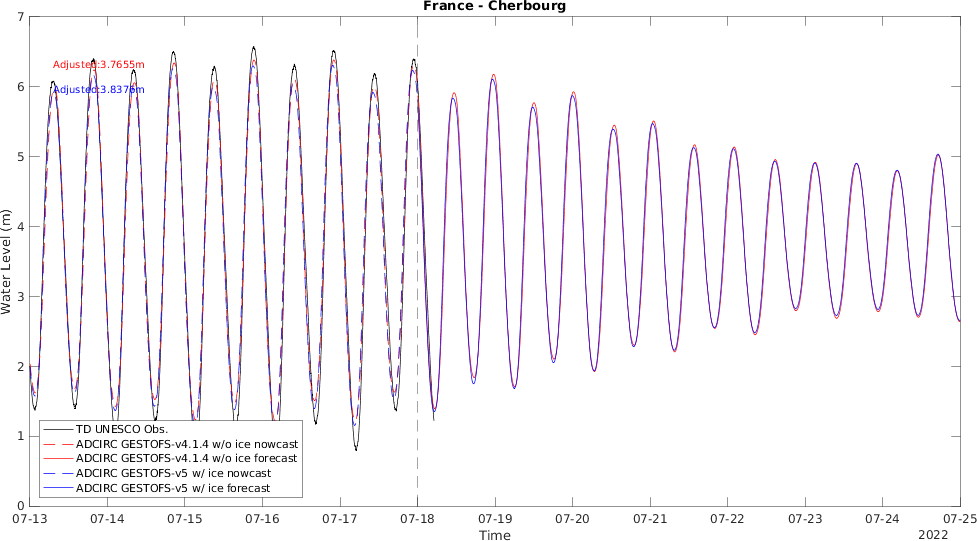 France - Cherbourg
7
6
5
4
3
2
1
0
Water Level (m)
Adjusted:3.7655m
Adjusted:3.8376m
TD UNESCO Obs.
ADCIRC GESTOFS-v4.1.4 w/o ice nowcast
ADCIRC GESTOFS-v4.1.4 w/o ice forecast
ADCIRC GESTOFS-v5 w/ ice nowcast
ADCIRC GESTOFS-v5 w/ ice forecast
07-13 07-14 07-15 07-16 07-17 07-18 07-19 07-20 07-21 07-22 07-23 07-24 07-25
Time
2022